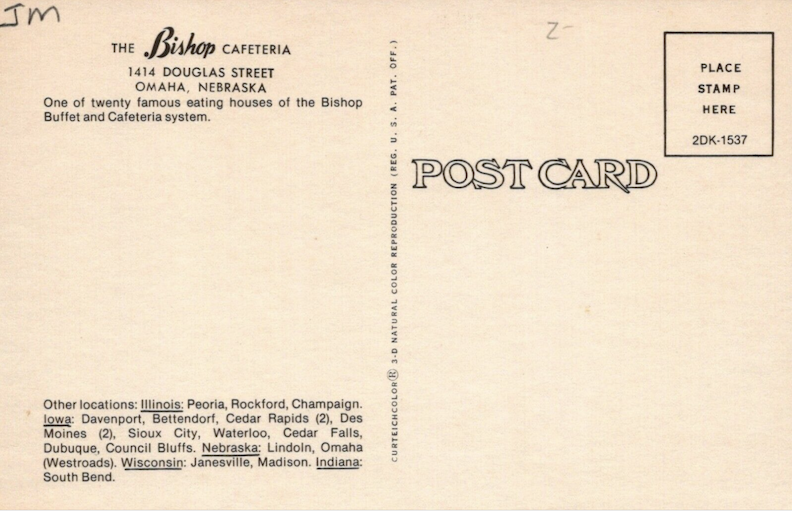 JM
2-
THE Bishop CAFETERIA
1414 DOUGLAS STREET
OMAHA, NEBRASKA
One of twenty famous eating houses of the Bishop
Buffet and Cafeteria system.
Other locations: Illinois: Peoria, Rockford, Champaign.
Iowa: Davenport, Bettendorf, Cedar Rapids (2), Des
Moines (2), Sioux City, Waterloo, Cedar Falls,
Dubuque, Council Bluffs. Nebraska: Lindoln, Omaha
(Westroads). Wisconsin: Janesville, Madison. Indiana:
South Bend.
CURTEICHCOLOR® 3-D NATURAL COLOR REPRODUCTION (REG. U. S. A. PAT. OFF.)
POST CARD
PLACE
STAMP
HERE
2DK-1537